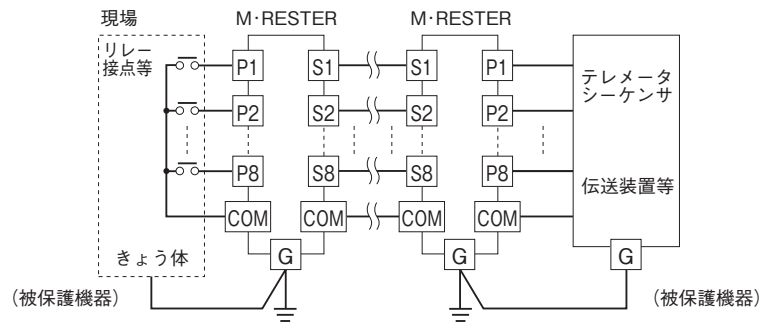 現場
M·RESTER
M·RESTER
リレー
接点等
P1
S1
S1
P1
テレメータ
シーケンサ
P2
S2
S2
P2
P8
S8
S8
P8
伝送装置等
COM
COM
COM
COM
きょう体
G
G
G
（被保護機器）
（被保護機器）